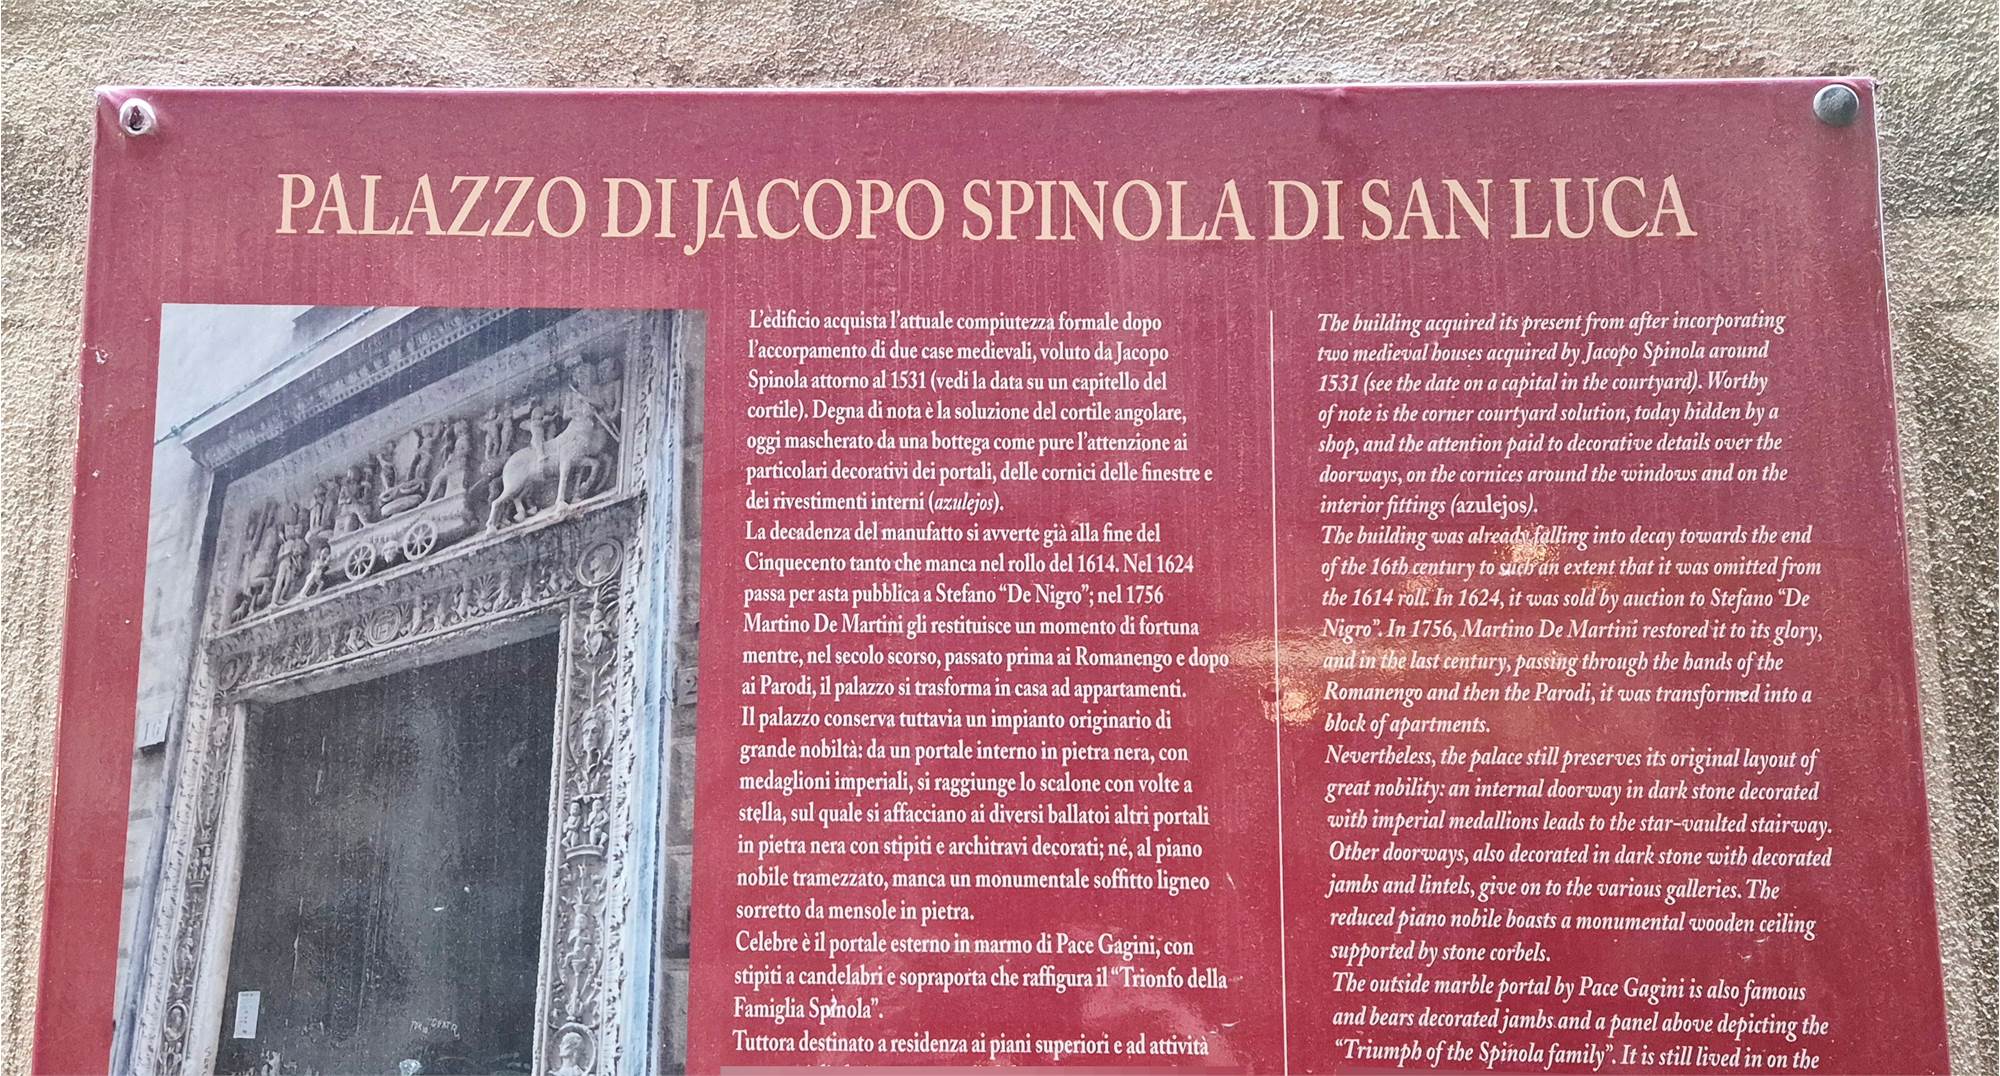 PALAZZO DI JACOPO SPINOLA DI SAN LUCA
L'edificio acquista l'attuale compiutezza formale dopo
l'accorpamento di due case medievali, voluto da Jacopo
Spinola attorno al 1531 (vedi la data su un capitello del
cortile). Degna di nota è la soluzione del cortile angolare,
oggi mascherato da una bottega come pure l'attenzione ai
particolari decorativi dei portali, delle cornici delle finestre e
dei rivestimenti interni (azulejos).
La decadenza del manufatto si avverte già alla fine del
Cinquecento tanto che manca nel rollo del 1614. Nel 1624
passa per asta pubblica a Stefano “De Nigro”; nel 1756
Martino De Martini gli restituisce un momento di fortuna
mentre, nel secolo scorso, passato prima ai Romanengo e dopo
ai Parodi, il palazzo si trasforma in casa ad appartamenti.
Il palazzo conserva tuttavia un impianto originario di
grande nobiltà: da un portale interno in pietra nera, con
medaglioni imperiali, si raggiunge lo scalone con volte a
stella, sul quale si affacciano ai diversi ballatoi altri portali
in pietra nera con stipiti e architravi decorati; né, al piano
nobile tramezzato, manca un monumentale soffitto ligneo
sorretto da mensole in pietra.
Celebre è il portale esterno in marmo di Pace Gagini, con
stipiti a candelabri e sopraporta che raffigura il “Trionfo della
Famiglia Spinola”.
Tuttora destinato a residenza ai piani superiori e ad attività
The building acquired its present from after incorporating
two medieval houses acquired by Jacopo Spinola around
1531 (see the date on a capital in the courtyard). Worthy
of note is the corner courtyard solution, today hidden by a
shop, and the attention paid to decorative details over the
doorways, on the cornices around the windows and on the
interior fittings (azulejos).
The building was already falling into decay towards the end
of the 16th century to such an extent that it was omitted from
the 1614 roll. In 1624, it was sold by auction to Stefano “De
Nigro”. In 1756, Martino De Martini restored it to its glory,
and in the last century, passing through the hands of the
Romanengo and then the Parodi, it was transformed into a
block of apartments.
Nevertheless, the palace still preserves its original layout of
great nobility: an internal doorway in dark stone decorated
with imperial medallions leads to the star-vaulted stairway.
Other doorways, also decorated in dark stone with decorated
jambs and lintels, give on to the various galleries. The
reduced piano nobile boasts a monumental wooden ceiling
supported by stone corbels.
The outside marble portal by Pace Gagini is also famous
and bears decorated jambs and a panel above depicting the
“Triumph of the Spinola family”. It is still lived in on the